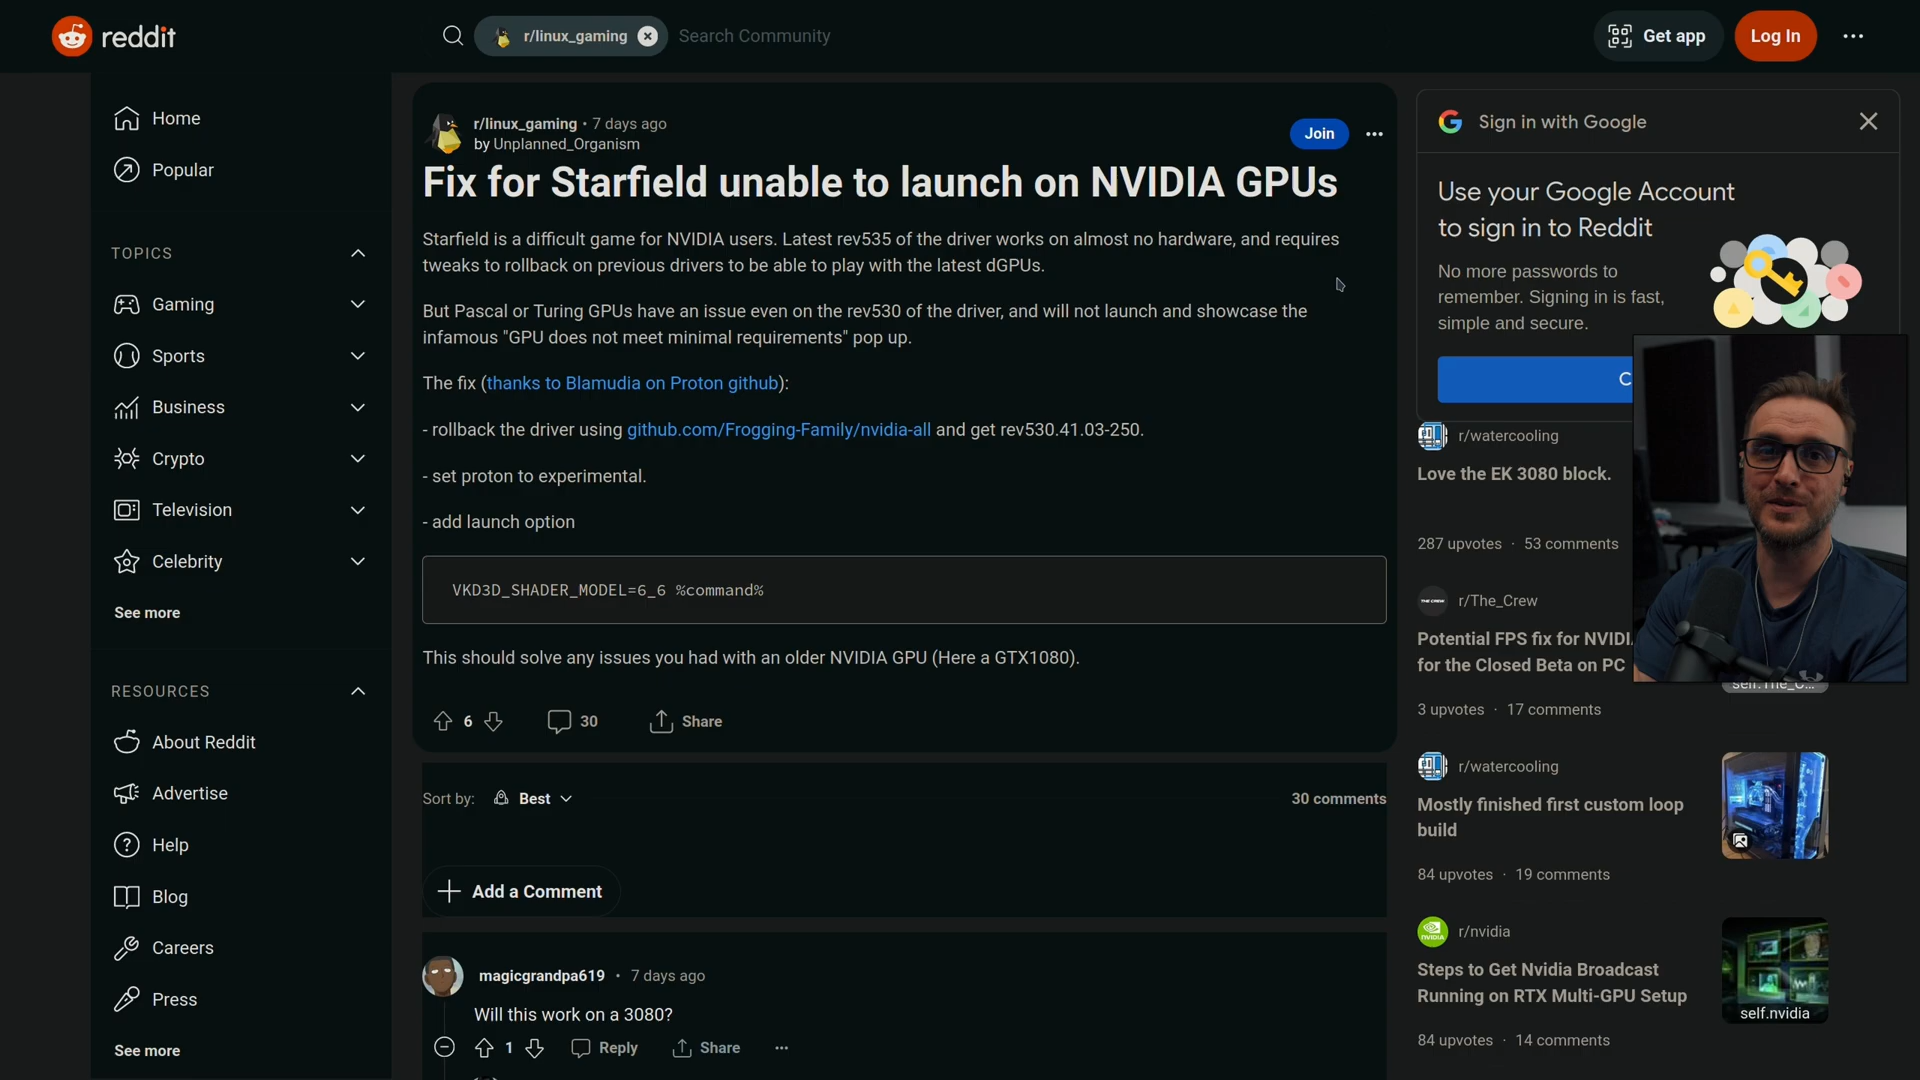 reddit
r/linux_gaming
Search Community
Get app
Log In
Home
Popular
TOPICS
Gaming
Sports
Business
Crypto
Television
Celebrity
See more
RESOURCES
About Reddit
Advertise
Help
Blog
Careers
Press
See more
r/linux_gaming • 7 days ago
by Unplanned_Organism
Join
Fix for Starfield unable to launch on NVIDIA GPUs
Starfield is a difficult game for NVIDIA users. Latest rev535 of the driver works on almost no hardware, and requires
tweaks to rollback on previous drivers to be able to play with the latest dGPUs.
But Pascal or Turing GPUs have an issue even on the rev530 of the driver, and will not launch and showcase the
infamous "GPU does not meet minimal requirements" pop up.
The fix (thanks to Blamudia on Proton github):
- rollback the driver using github.com/Frogging-Family/nvidia-all and get rev530.41.03-250.
- set proton to experimental.
- add launch option
VKD3D_SHADER_MODEL=6_6 %command%
This should solve any issues you had with an older NVIDIA GPU (Here a GTX1080).
6
30
Share
Sort by: Best
30 comments
Add a Comment
magicgrandpa619 • 7 days ago
Will this work on a 3080?
1
Reply
Share
Sign in with Google
Use your Google Account
to sign in to Reddit
No more passwords to
remember. Signing in is fast,
simple and secure.
r/watercooling
Love the EK 3080 block.
287 upvotes · 53 comments
r/The_Crew
Potential FPS fix for NVIDI
for the Closed Beta on PC
self.The_C...
3 upvotes · 17 comments
r/watercooling
Mostly finished first custom loop
build
84 upvotes · 19 comments
r/nvidia
Steps to Get Nvidia Broadcast
Running on RTX Multi-GPU Setup
self.nvidia
84 upvotes · 14 comments